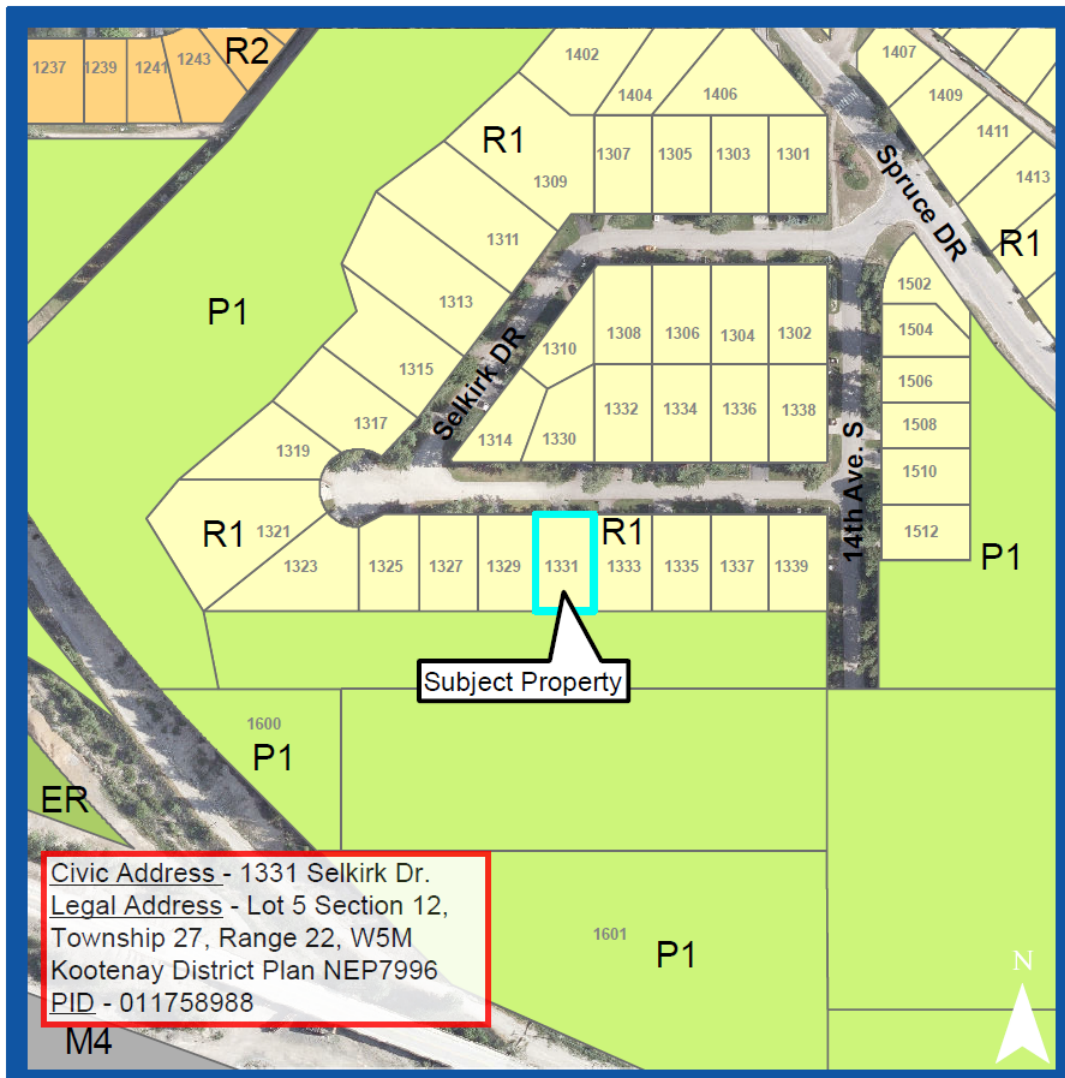 1237
1239
1241
1243
R2
1402
1404
1406
1407
1409
1411
1413
R1
1309
1307
1305
1303
1301
Spruce DR
R1
1311
1313
1315
1317
1319
P1
Selkirk DR
1310
1308
1306
1304
1302
1314
1330
1332
1334
1336
1338
14th Ave. S
1502
1504
1506
1508
1510
1512
P1
R1
1321
1323
1325
1327
1329
1331
R1
1333
1335
1337
1339
Subject Property
1600
P1
ER
Civic Address - 1331 Selkirk Dr.
Legal Address - Lot 5 Section 12,
Township 27, Range 22, W5M
Kootenay District Plan NEP7996
PID - 011758988
M4
1601
P1
N